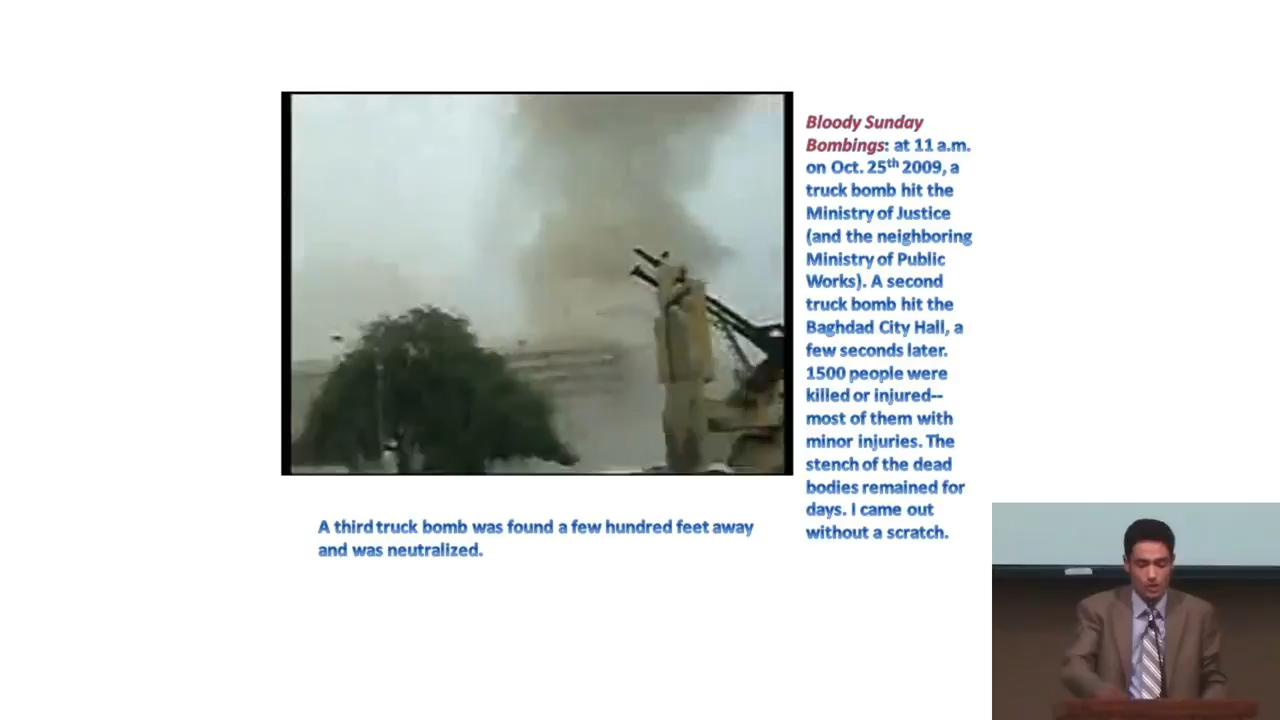 Bloody Sunday
Bombings: at 11 a.m.
on Oct. 25th 2009, a
truck bomb hit the
Ministry of Justice
(and the neighboring
Ministry of Public
Works). A second
truck bomb hit the
Baghdad City Hall, a
few seconds later.
1500 people were
killed or injured--
most of them with
minor injuries. The
stench of the dead
bodies remained for
days. I came out
without a scratch.
A third truck bomb was found a few hundred feet away
and was neutralized.